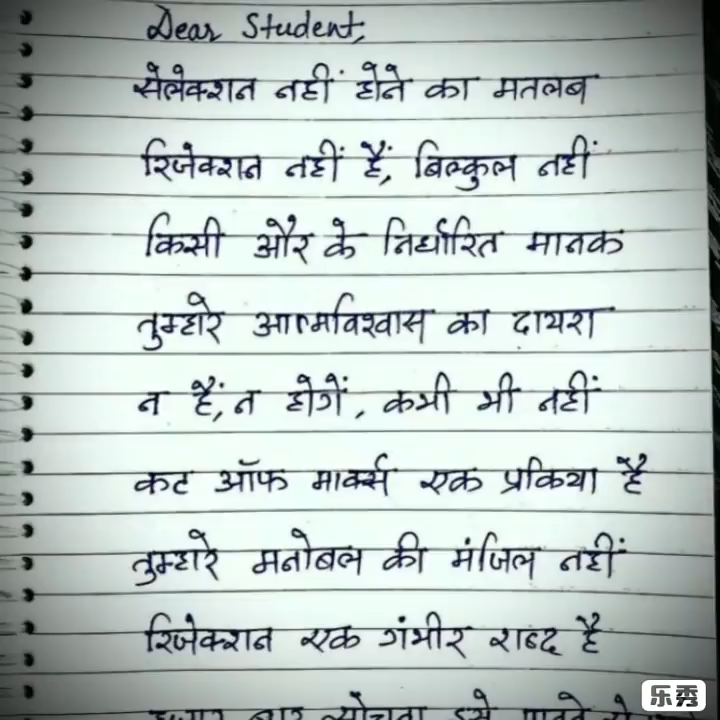 Dear Student,
सेलेक्शन नहीं होने का मतलब
रिजेक्शन नहीं हैं, बिल्कुल नहीं
किसी और के निर्धारित मानक
तुम्हारे आत्मविश्वास का दायरा
न हैं, न होगें, कभी भी नहीं
कट ऑफ मार्क्स एक प्रकिया है
तुम्हारे मनोबल की मंजिल नहीं
रिजेक्शन एक गंभीर शब्द है
乐秀